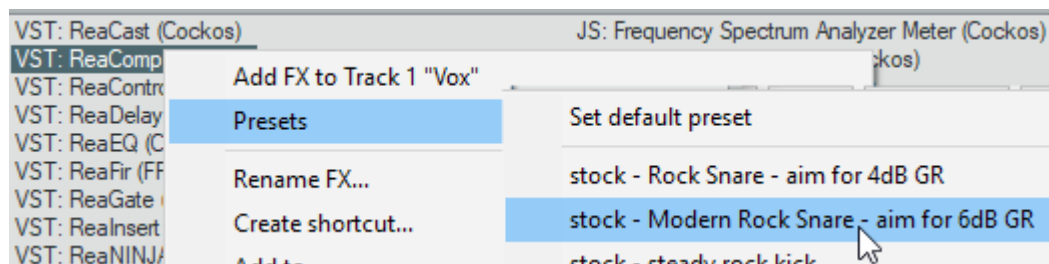 VST: ReaCast (Cockos)
JS: Frequency Spectrum Analyzer Meter (Cockos)
VST: ReaComp
ckos)
VST: ReaContro
VST: ReaDelay
VST: ReaEQ (C
VST: ReaFir (FF
VST: ReaGate
VST: ReaInsert
VST: ReaNINJA
Add FX to Track 1 "Vox"
Presets
Rename FX...
Create shortcut...
Add to
Set default preset
stock - Rock Snare - aim for 4dB GR
stock - Modern Rock Snare - aim for 6dB GR
stock - steady rock kick